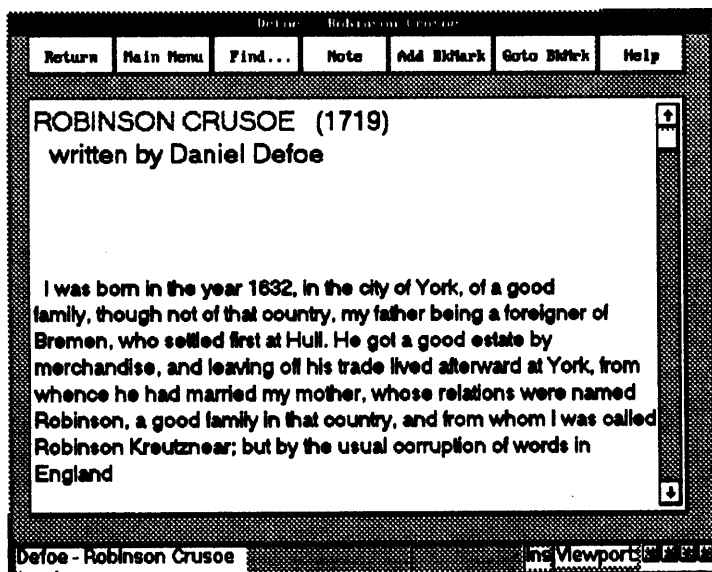 Defoe - Robinson Crusoe
Return Main Menu Find... Note Add BkMark Goto BkMrk Help
ROBINSON CRUSOE (1719)
written by Daniel Defoe
I was born in the year 1632, in the city of York, of a good
family, though not of that country, my father being a foreigner of
Bremen, who settled first at Hull. He got a good estate by
merchandise, and leaving off his trade lived afterward at York, from
whence he had married my mother, whose relations were named
Robinson, a good family in that country, and from whom I was called
Robinson Kreutznear; but by the usual corruption of words in
England
Defoe - Robinson Crusoe Ins Viewport